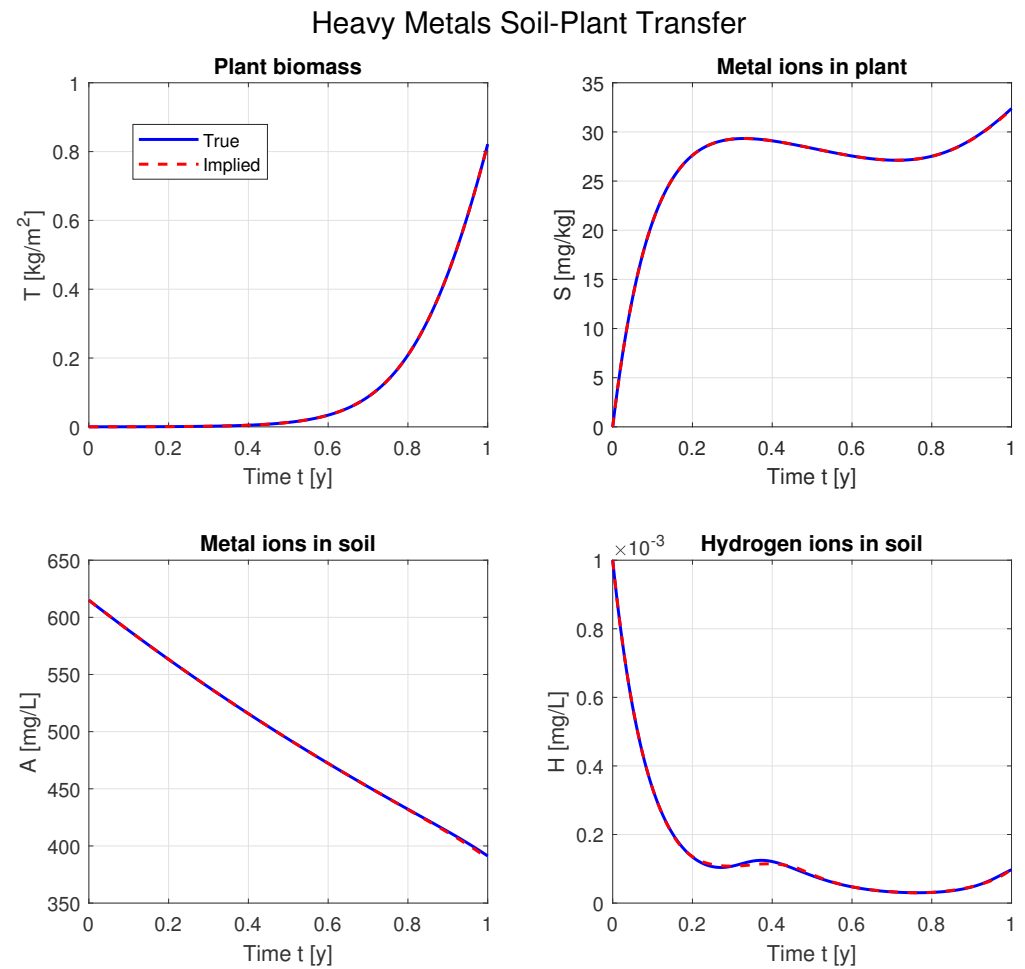 Heavy Metals Soil-Plant Transfer
Plant biomass
1
0.8
0.6
0.4
0.2
0
T [kg/m²]
True
Implied
0 0.2 0.4 0.6 0.8 1
Time t [y]
Metal ions in plant
35
30
25
20
15
10
5
0
S [mg/kg]
0 0.2 0.4 0.6 0.8 1
Time t [y]
Metal ions in soil
650
600
550
500
450
400
350
A [mg/L]
0 0.2 0.4 0.6 0.8 1
Time t [y]
×10⁻³ Hydrogen ions in soil
1
0.8
0.6
0.4
0.2
0
H [mg/L]
0 0.2 0.4 0.6 0.8 1
Time t [y]